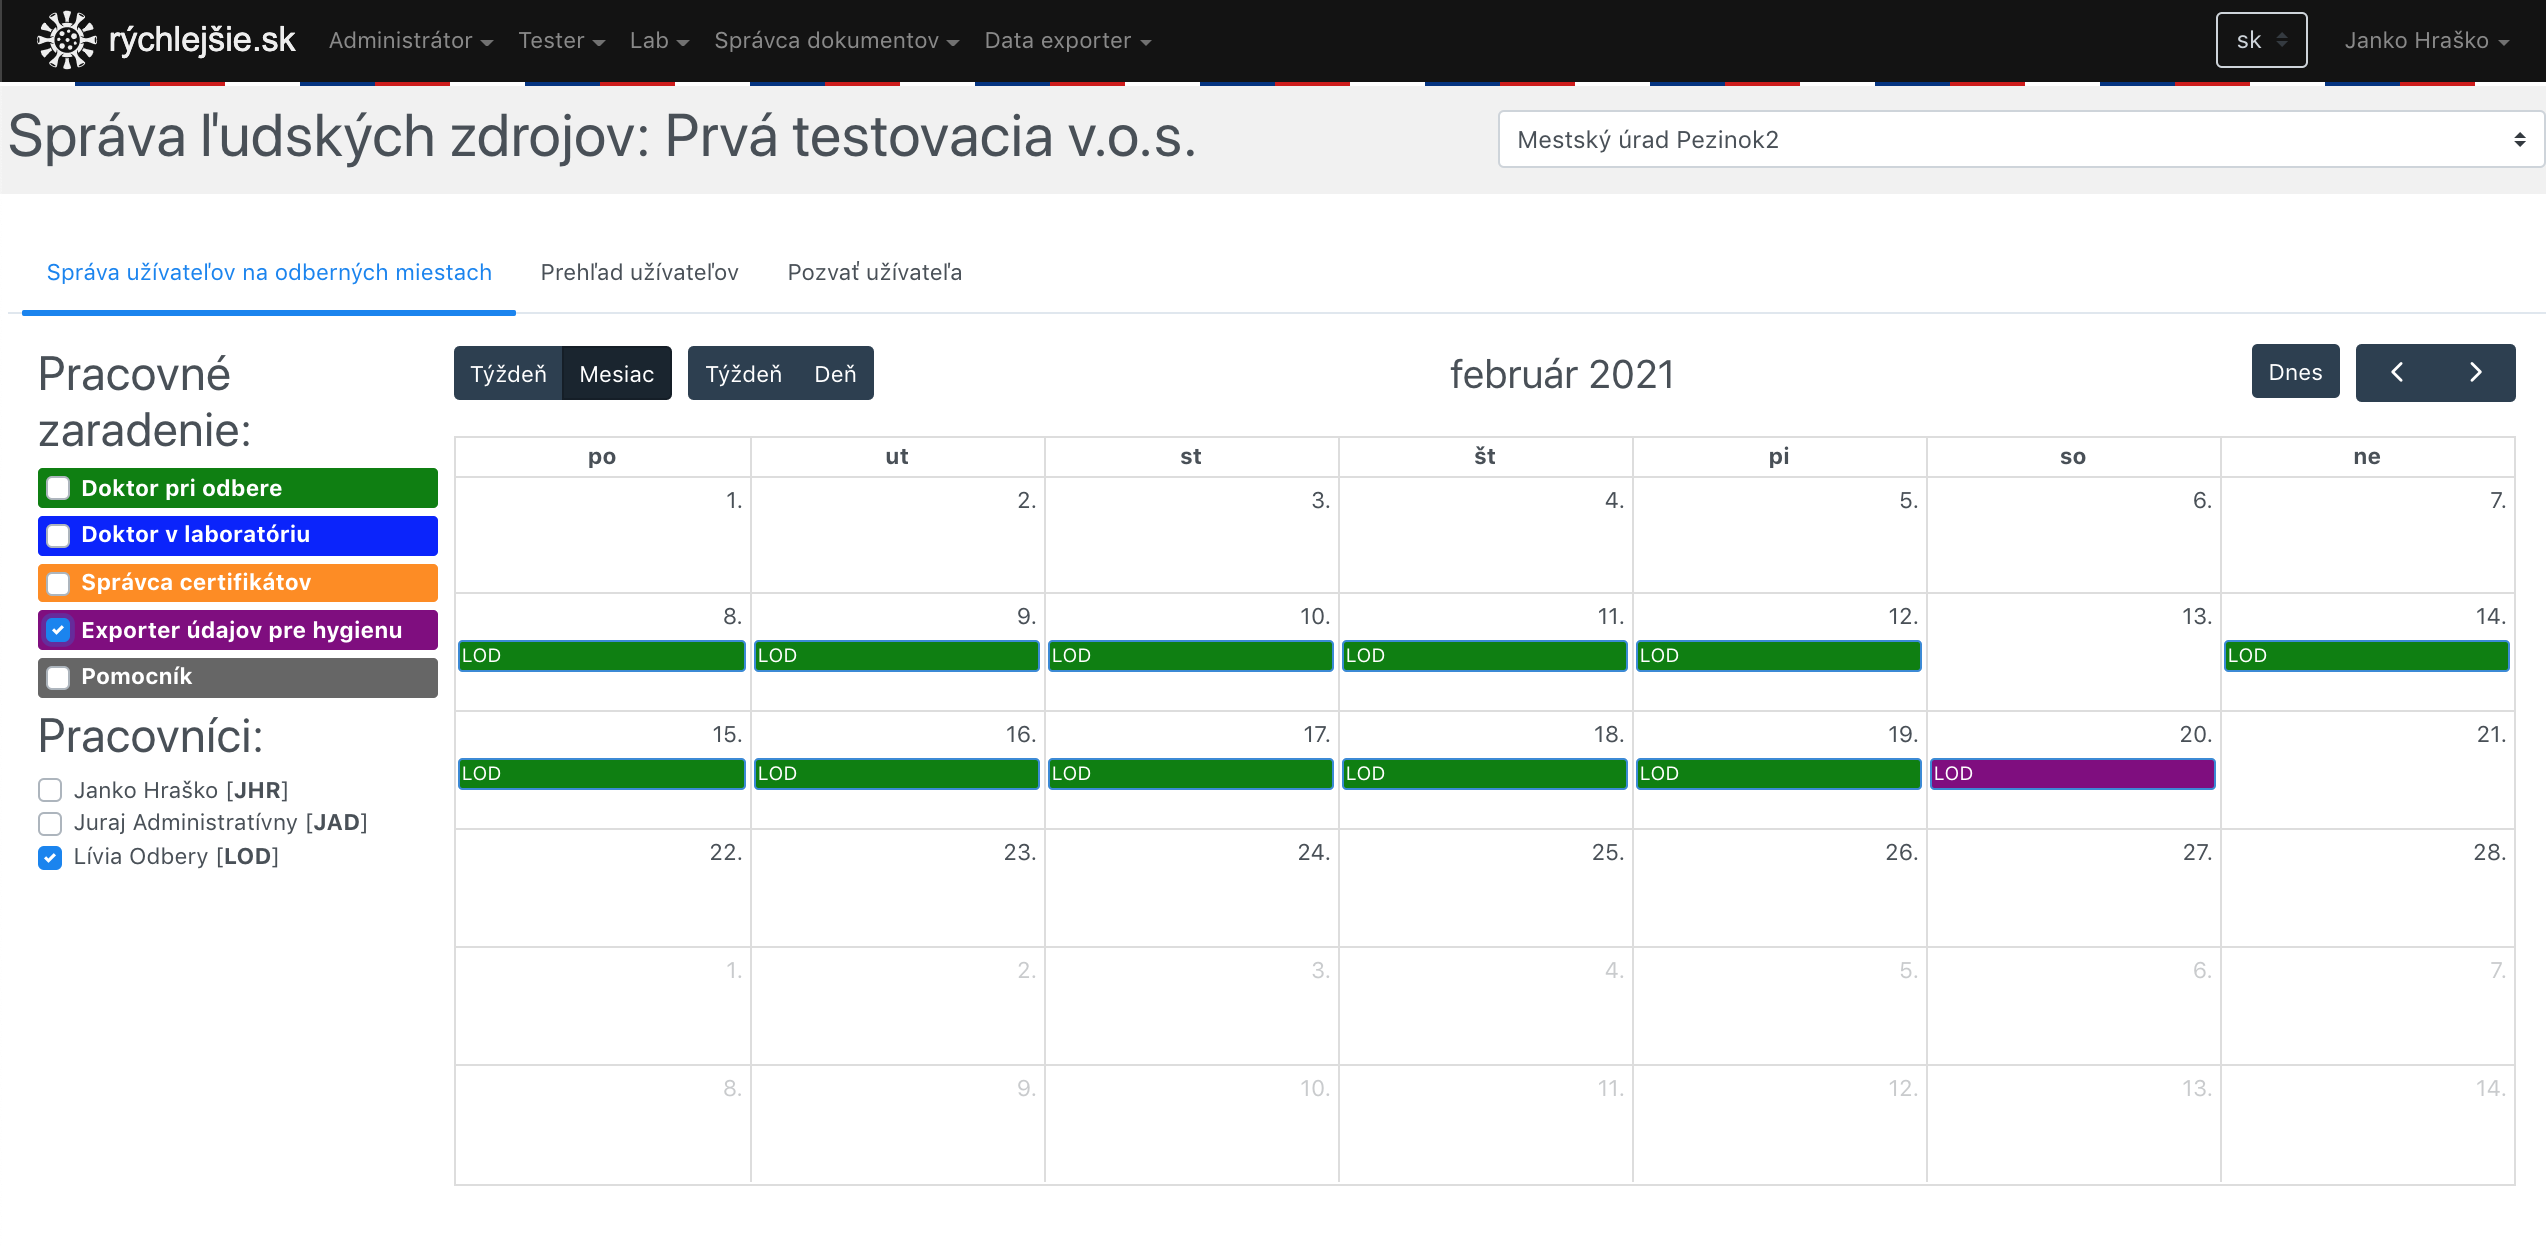 rýchlejšie.sk Administrátor Tester Lab Správca dokumentov Data exporter sk Janko Hraško
Správa ľudských zdrojov: Prvá testovacia v.o.s. Mestský úrad Pezinok2
Správa užívateľov na odberných miestach Prehľad užívateľov Pozvať užívateľa
Pracovné
zaradenie:
Doktor pri odbere
Doktor v laboratóriu
Správca certifikátov
Exporter údajov pre hygienu
Pomocník
Pracovníci:
Janko Hraško [JHR]
Juraj Administratívny [JAD]
Lívia Odbery [LOD]
Týždeň Mesiac Týždeň Deň február 2021 Dnes
po ut st št pi so ne
1. 2. 3. 4. 5. 6. 7.
8. 9. 10. 11. 12. 13. 14.
LOD LOD LOD LOD LOD LOD
15. 16. 17. 18. 19. 20. 21.
LOD LOD LOD LOD LOD LOD
22. 23. 24. 25. 26. 27. 28.
1. 2. 3. 4. 5. 6. 7.
8. 9. 10. 11. 12. 13. 14.